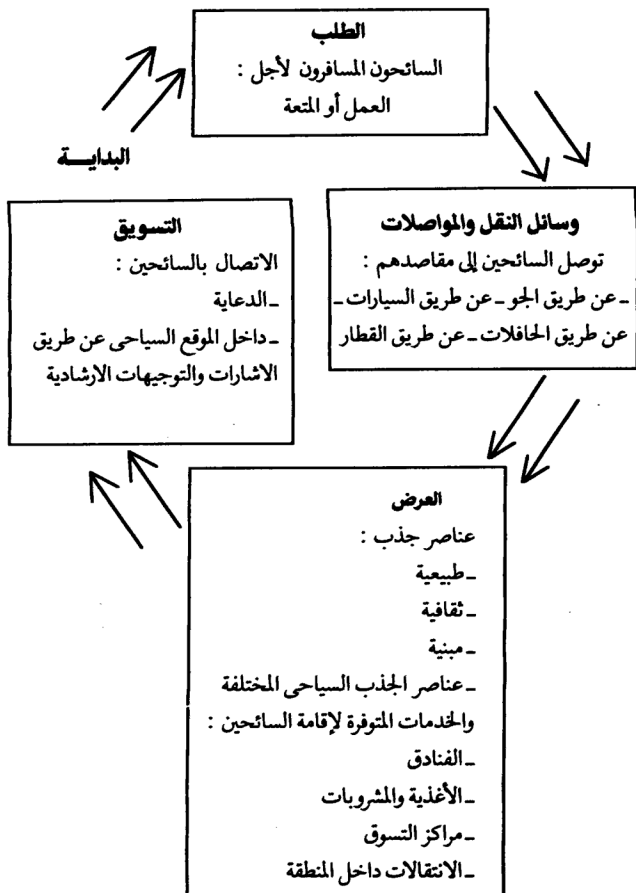 الطلب
السائحون المسافرون لأجل :
العمل أو المتعة
البدايـــة
وسائل النقل والمواصلات
توصل السائحين إلى مقاصدهم :
ـ عن طريق الجو ـ عن طريق السيارات ـ
عن طريق الحافلات ـ عن طريق القطار
التسويق
الاتصال بالسائحين :
ـ الدعاية
ـ داخل الموقع السياحى عن طريق
الاشارات والتوجيهات الارشادية
العرض
عناصر جذب :
ـ طبيعية
ـ ثقافية
ـ مبنية
ـ عناصر الجذب السياحى المختلفة
والخدمات المتوفرة لإقامة السائحين :
ـ الفنادق
ـ الأغذية والمشروبات
ـ مراكز التسوق
ـ الانتقالات داخل المنطقة